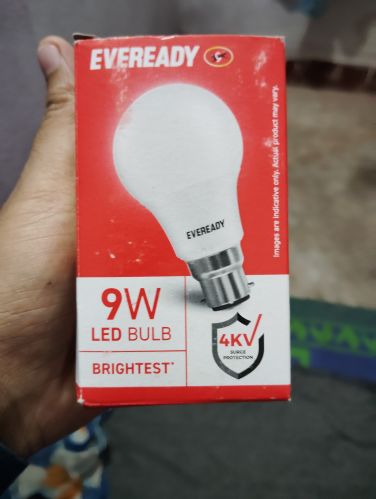 EVEREADY
Images are indicative only. Actual product may vary.
EVEREADY
9W
LED BULB
BRIGHTEST*
4KV
SURGE
PROTECTION